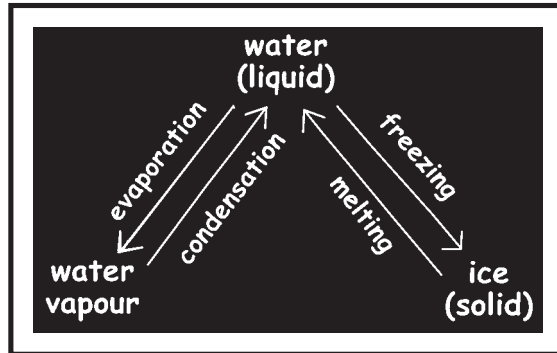 water
(liquid)
evaporation
condensation
melting
freezing
water
vapour
ice
(solid)